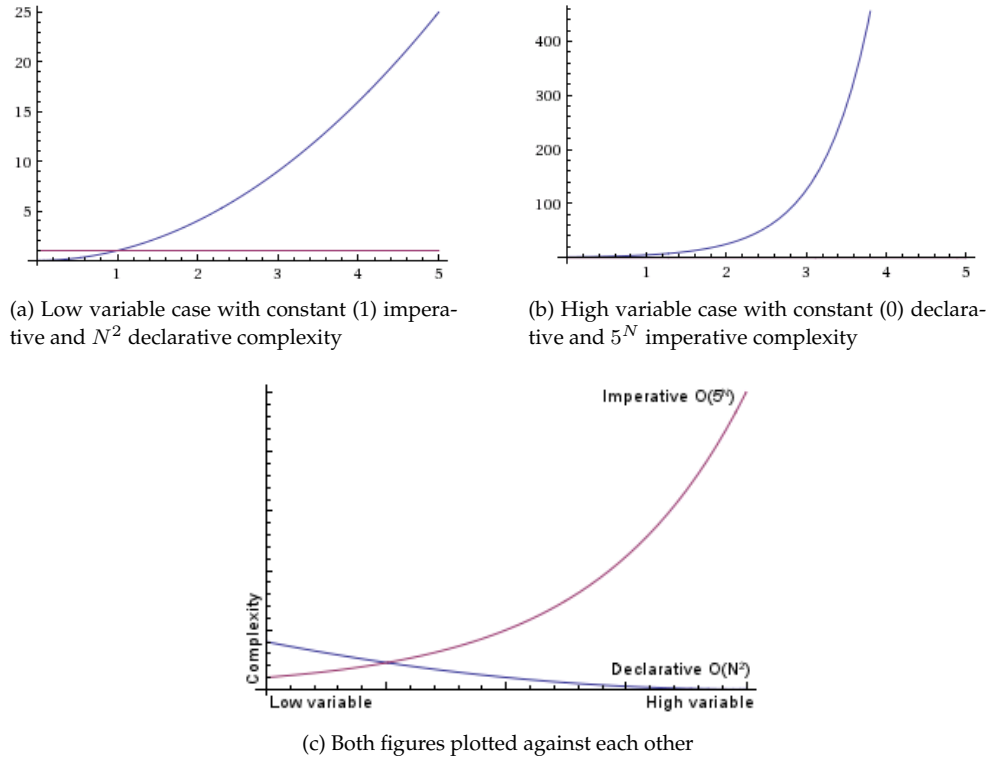 25
20
15
10
5
1
2
3
4
5
(a) Low variable case with constant (1) impera-
tive and N² declarative complexity
400
300
200
100
1
2
3
4
5
(b) High variable case with constant (0) declara-
tive and 5ᴺ imperative complexity
Imperative O(5ᴺ)
Complexity
Declarative O(N²)
Low variable
High variable
(c) Both figures plotted against each other